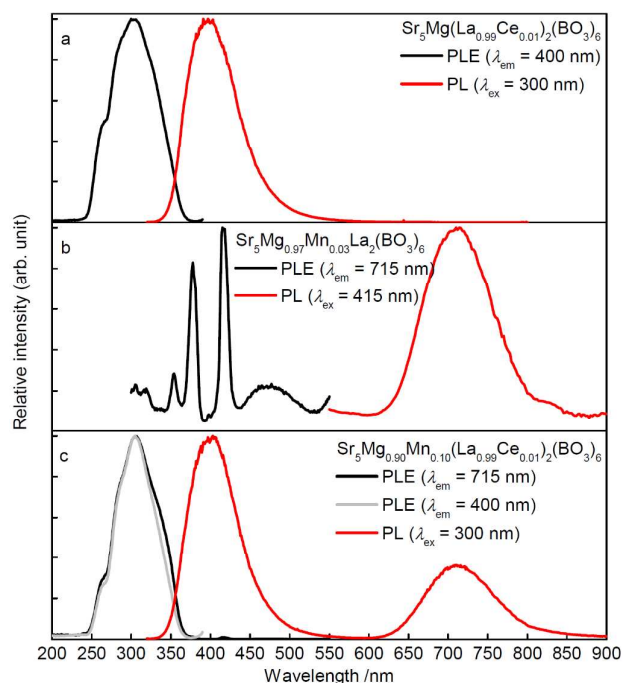 a
Sr5Mg(La0.99Ce0.01)2(BO3)6
PLE (λem = 400 nm)
PL (λex = 300 nm)
b
Sr5Mg0.97Mn0.03La2(BO3)6
PLE (λem = 715 nm)
PL (λex = 415 nm)
c
Sr5Mg0.90Mn0.10(La0.99Ce0.01)2(BO3)6
PLE (λem = 715 nm)
PLE (λem = 400 nm)
PL (λex = 300 nm)
Relative intensity (arb. unit)
200 250 300 350 400 450 500 550 600 650 700 750 800 850 900
Wavelength /nm